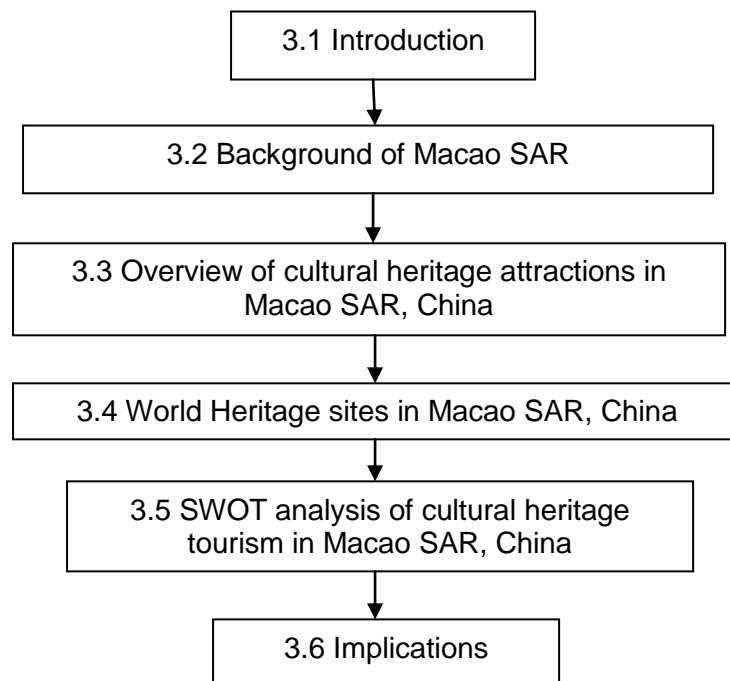 3.1 Introduction
3.2 Background of Macao SAR
3.3 Overview of cultural heritage attractions in
Macao SAR, China
3.4 World Heritage sites in Macao SAR, China
3.5 SWOT analysis of cultural heritage
tourism in Macao SAR, China
3.6 Implications